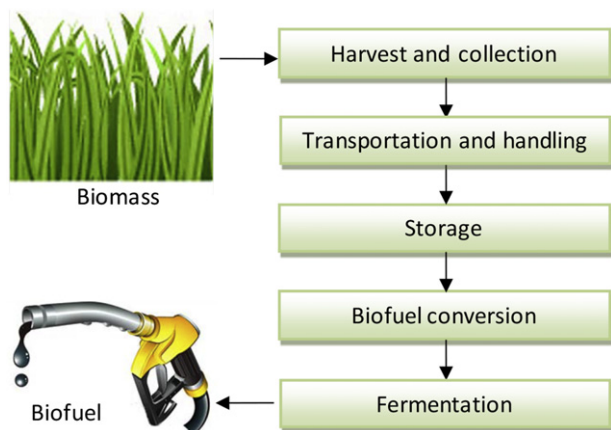 Harvest and collection
Transportation and handling
Biomass
Storage
Biofuel conversion
Fermentation
Biofuel